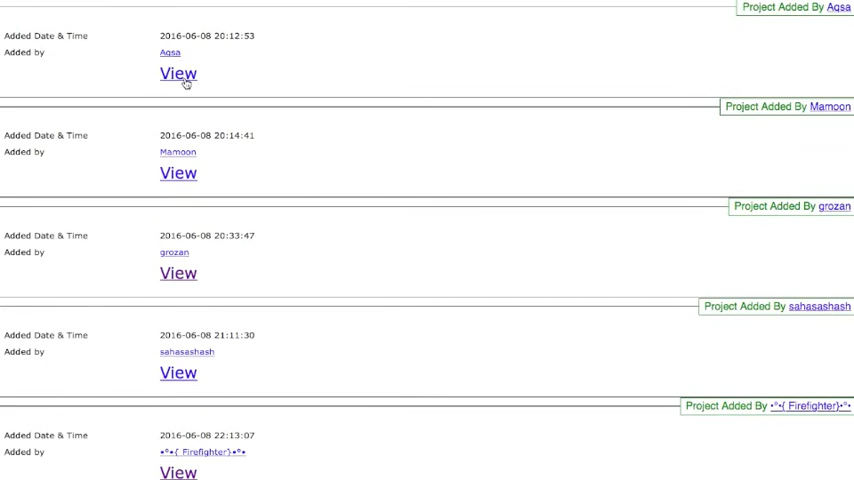 Project Added By Aqsa
Added Date & Time 2016-06-08 20:12:53
Added by Aqsa
View
Project Added By Mamoon
Added Date & Time 2016-06-08 20:14:41
Added by Mamoon
View
Project Added By grozan
Added Date & Time 2016-06-08 20:33:47
Added by grozan
View
Project Added By sahasashash
Added Date & Time 2016-06-08 21:11:30
Added by sahasashash
View
Project Added By •°•{ Firefighter}•°•
Added Date & Time 2016-06-08 22:13:07
Added by •°•{ Firefighter}•°•
View